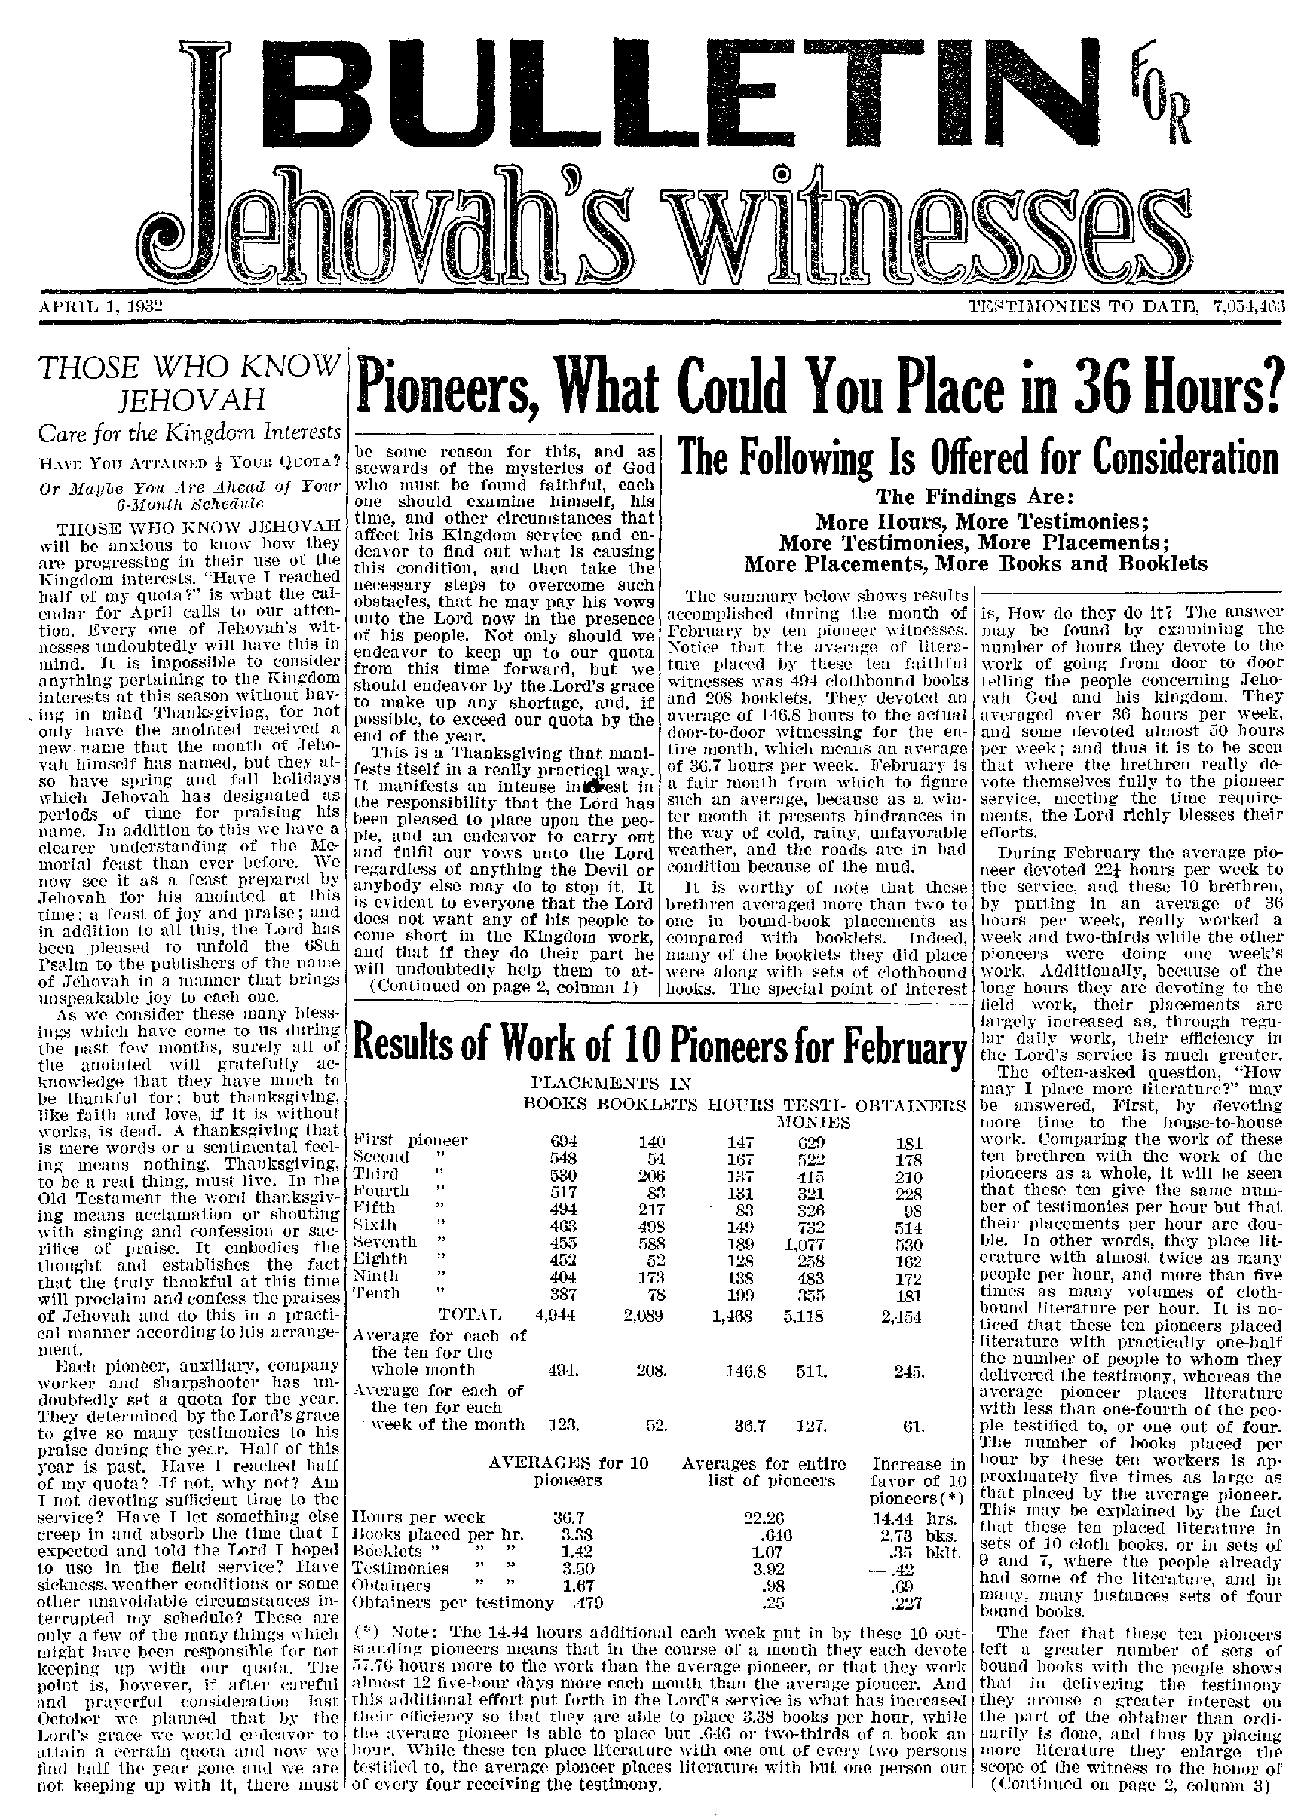 BULLETIN FOR
Jehovah's witnesses
APRIL 1, 1932
TESTIMONIES TO DATE, 7,054,463
THOSE WHO KNOW
JEHOVAH
Care for the Kingdom Interests
HAVE YOU ATTAINED ½ YOUR QUOTA?
Or Maybe You Are Ahead of Your
6-Month Schedule
THOSE WHO KNOW JEHOVAH
will be anxious to know how they
are progressing in their use of the
Kingdom interests. "Have I reached
half of my quota?" is what the cal-
endar for April calls to our atten-
tion. Every one of Jehovah's wit-
nesses undoubtedly will have this in
mind. It is impossible to consider
anything pertaining to the Kingdom
interests at this season without hav-
ing in mind Thanksgiving, for not
only have the anointed received a
new name that the month of Jeho-
vah himself has named, but they al-
so have spring and fall holidays
which Jehovah has designated as
periods of time for praising his
name. In addition to this we have a
clearer understanding of the Me-
morial feast than ever before. We
now see it as a feast prepared by
Jehovah for his anointed at this
time; a feast of joy and praise; and
in addition to all this, the Lord has
been pleased to unfold the 68th
Psalm to the publishers of the name
of Jehovah in a manner that brings
unspeakable joy to each one.
As we consider these many bless-
ings which have come to us during
the past few months, surely all of
the anointed will gratefully ac-
knowledge that they have much to
be thankful for; but thanksgiving,
like faith and love, if it is without
works, is dead. A thanksgiving that
is mere words or a sentimental feel-
ing means nothing. Thanksgiving,
to be a real thing, must live. In the
Old Testament the word thanksgiv-
ing means acclamation or shouting
with singing and confession or sac-
rifice of praise. It embodies the
thought and establishes the fact
that the truly thankful at this time
will proclaim and confess the praises
of Jehovah and do this in a practi-
cal manner according to his arrange-
ment.
Each pioneer, auxiliary, company
worker and sharpshooter has un-
doubtedly set a quota for the year.
They determined by the Lord's grace
to give so many testimonies to his
praise during the year. Half of this
year is past. Have I reached half
of my quota? If not, why not? Am
I not devoting sufficient time to the
service? Have I let something else
creep in and absorb the time that I
expected and told the Lord I hoped
to use in the field service? Have
sickness, weather conditions or some
other unavoidable circumstances in-
terrupted my schedule? These are
only a few of the many things which
might have been responsible for not
keeping up with our quota. The
point is, however, if after careful
and prayerful consideration last
October we planned that by the
Lord's grace we would endeavor to
attain a certain quota and now we
find half the year gone and we are
not keeping up with it, there must
Pioneers, What Could You Place in 36 Hours?
be some reason for this, and as
stewards of the mysteries of God
who must be found faithful, each
one should examine himself, his
time, and other circumstances that
affect his Kingdom service and en-
deavor to find out what is causing
this condition, and then take the
necessary steps to overcome such
obstacles, that he may pay his vows
unto the Lord now in the presence
of his people. Not only should we
endeavor to keep up to our quota
from this time forward, but we
should endeavor by the Lord's grace
to make up any shortage, and, if
possible, to exceed our quota by the
end of the year.
This is a Thanksgiving that mani-
fests itself in a really practical way.
It manifests an intense interest in
the responsibility that the Lord has
been pleased to place upon the peo-
ple, and an endeavor to carry out
and fulfil our vows unto the Lord
regardless of anything the Devil or
anybody else may do to stop it. It
is evident to everyone that the Lord
does not want any of his people to
come short in the Kingdom work,
and that if they do their part he
will undoubtedly help them to at-
(Continued on page 2, column 1)
The Following Is Offered for Consideration
The Findings Are:
More Hours, More Testimonies;
More Testimonies, More Placements;
More Placements, More Books and Booklets
The summary below shows results
accomplished during the month of
February by ten pioneer witnesses.
Notice that the average of litera-
ture placed by these ten faithful
witnesses was 494 clothbound books
and 208 booklets. They devoted an
average of 146.8 hours to the actual
door-to-door witnessing for the en-
tire month, which means an average
of 36.7 hours per week. February is
a fair month from which to figure
such an average, because as a win-
ter month it presents hindrances in
the way of cold, rainy, unfavorable
weather, and the roads are in bad
condition because of the mud.
It is worthy of note that these
brethren averaged more than two to
one in bound-book placements as
compared with booklets. Indeed,
many of the booklets they did place
were along with sets of clothbound
books. The special point of interest
is, How do they do it? The answer
may be found by examining the
number of hours they devote to the
work of going from door to door
telling the people concerning Jeho-
vah God and his kingdom. They
averaged over 36 hours per week,
and some devoted almost 50 hours
per week; and thus it is to be seen
that where the brethren really de-
vote themselves fully to the pioneer
service, meeting the time require-
ments, the Lord richly blesses their
efforts.
During February the average pio-
neer devoted 22¼ hours per week to
the service, and these 10 brethren,
by putting in an average of 36
hours per week, really worked a
week and two-thirds while the other
pioneers were doing one week's
work. Additionally, because of the
long hours they are devoting to the
field work, their placements are
largely increased as, through regu-
lar daily work, their efficiency in
the Lord's service is much greater.
The often-asked question, "How
may I place more literature?" may
be answered, First, by devoting
more time to the house-to-house
work. Comparing the work of these
ten brethren with the work of the
pioneers as a whole, it will be seen
that these ten give the same num-
ber of testimonies per hour but that
their placements per hour are dou-
ble. In other words, they place lit-
erature with almost twice as many
people per hour, and more than five
times as many volumes of cloth-
bound literature per hour. It is no-
ticed that these ten pioneers placed
literature with practically one-half
the number of people to whom they
delivered the testimony, whereas the
average pioneer places literature
with less than one-fourth of the peo-
ple testified to, or one out of four.
The number of books placed per
hour by these ten workers is ap-
proximately five times as large as
that placed by the average pioneer.
This may be explained by the fact
that these ten placed literature in
sets of 10 cloth books, or in sets of
9 and 7, where the people already
had some of the literature, and in
many, many instances sets of four
bound books.
The fact that these ten pioneers
left a greater number of sets of
bound books with the people shows
that in delivering the testimony
they arouse a greater interest on
the part of the obtainer than ordi-
narily is done, and thus by placing
more literature they enlarge the
scope of the witness to the honor of
(Continued on page 2, column 3)
Results of Work of 10 Pioneers for February
PLACEMENTS IN
BOOKS BOOKLETS HOURS TESTI- OBTAINERS
MONIES
First pioneer 694 140 147 629 181
Second " 548 54 167 522 178
Third " 530 206 137 415 210
Fourth " 517 83 131 321 228
Fifth " 494 217 83 326 98
Sixth " 463 498 149 732 514
Seventh " 455 588 189 1,077 530
Eighth " 452 52 128 258 162
Ninth " 404 173 138 483 172
Tenth " 387 78 199 355 181
TOTAL 4,944 2,089 1,468 5,118 2,454
Average for each of
the ten for the
whole month 494. 208. 146.8 511. 245.
Average for each of
the ten for each
week of the month 123. 52. 36.7 127. 61.
AVERAGES for 10 Averages for entire Increase in
pioneers list of pioneers favor of 10
pioneers(*)
Hours per week 36.7 22.26 14.44 hrs.
Books placed per hr. 3.38 .646 2.73 bks.
Booklets " " " 1.42 1.07 .35 bklt.
Testimonies " " 3.50 3.92 —.42
Obtainers " " 1.67 .98 .69
Obtainers per testimony .479 .25 .227
(*) Note: The 14.44 hours additional each week put in by these 10 out-
standing pioneers means that in the course of a month they each devote
57.76 hours more to the work than the average pioneer, or that they work
almost 12 five-hour days more each month than the average pioneer. And
this additional effort put forth in the Lord's service is what has increased
their efficiency so that they are able to place 3.38 books per hour, while
the average pioneer is able to place but .646 or two-thirds of a book an
hour. While these ten place literature with one out of every two persons
testified to, the average pioneer places literature with but one person out
of every four receiving the testimony.